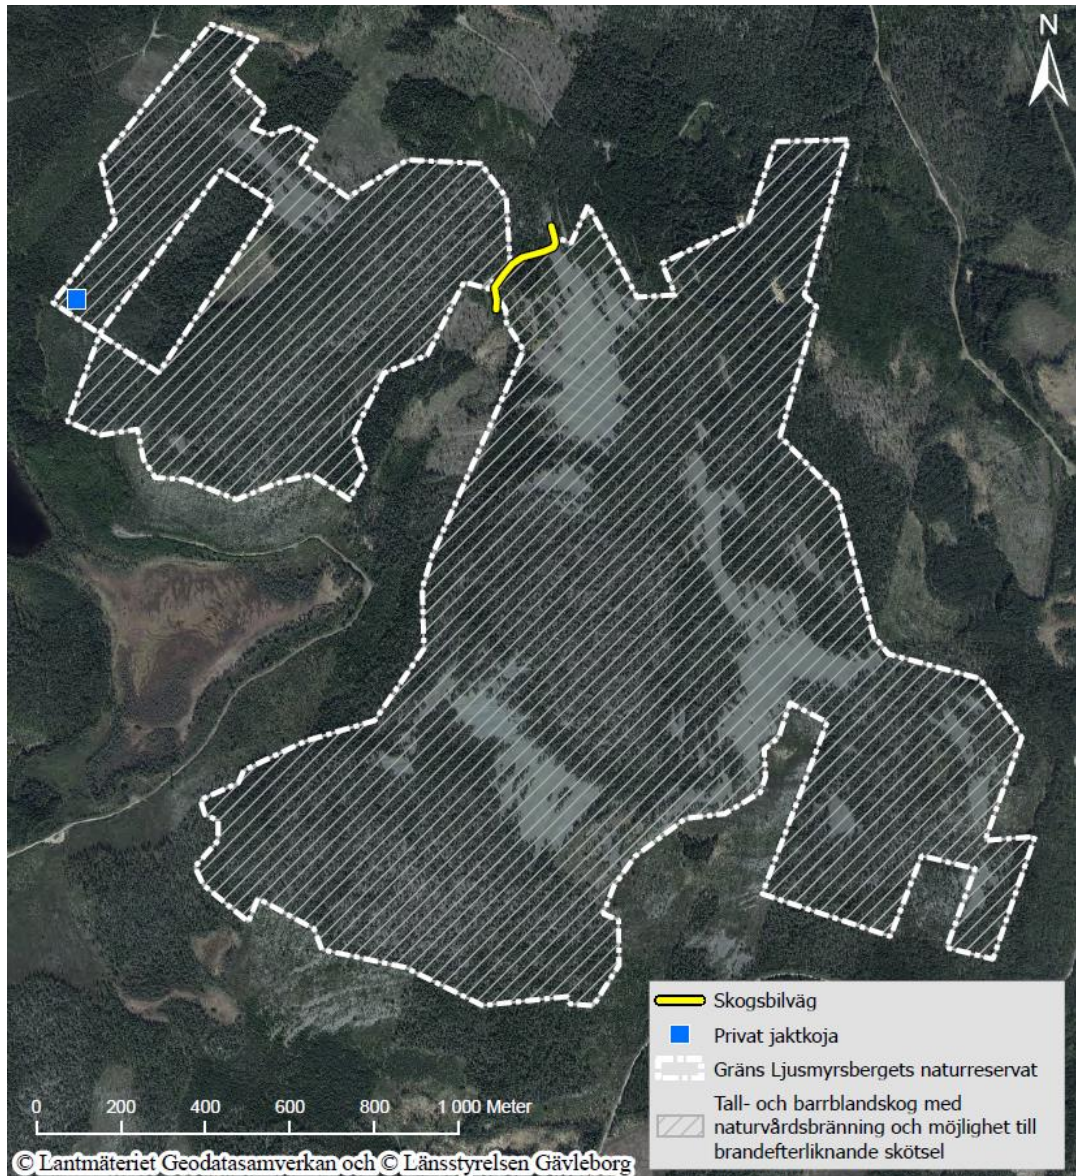 N
Skogsbilväg
Privat jaktkoja
Gräns Ljusmyrsbergets naturreservat
Tall- och barrblandskog med
naturvårdsbränning och möjlighet till
brandefterliknande skötsel
0 200 400 600 800 1 000 Meter
© Lantmäteriet Geodatasamverkan och © Länsstyrelsen Gävleborg